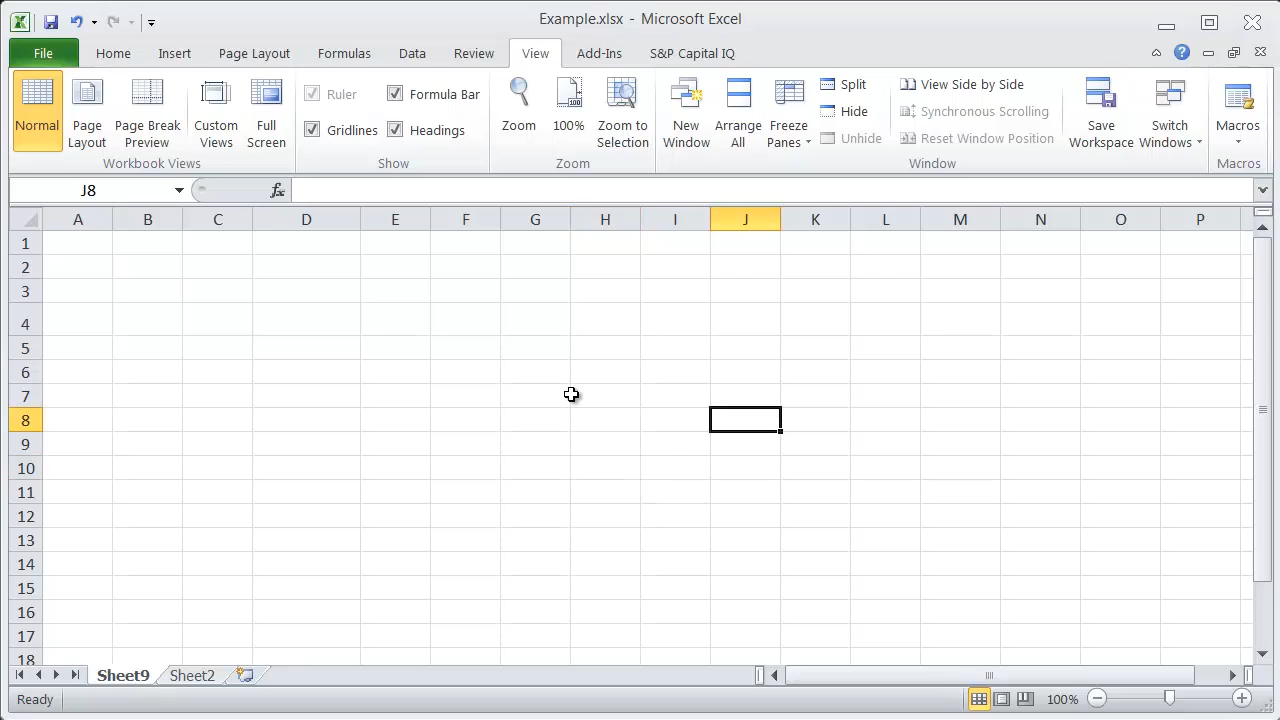 Example.xlsx - Microsoft Excel
File Home Insert Page Layout Formulas Data Review View Add-Ins S&P Capital IQ
Normal
Page Layout
Page Break Preview
Custom Views
Full Screen
Workbook Views
Ruler
Formula Bar
Gridlines
Headings
Show
Zoom
100%
Zoom to Selection
Zoom
New Window
Arrange All
Freeze Panes
Split
Hide
Unhide
View Side by Side
Synchronous Scrolling
Reset Window Position
Window
Save Workspace
Switch Windows
Macros
Macros
J8
fx
A B C D E F G H I J K L M N O P
1
2
3
4
5
6
7
8
9
10
11
12
13
14
15
16
17
18
Sheet9 Sheet2
Ready
100%